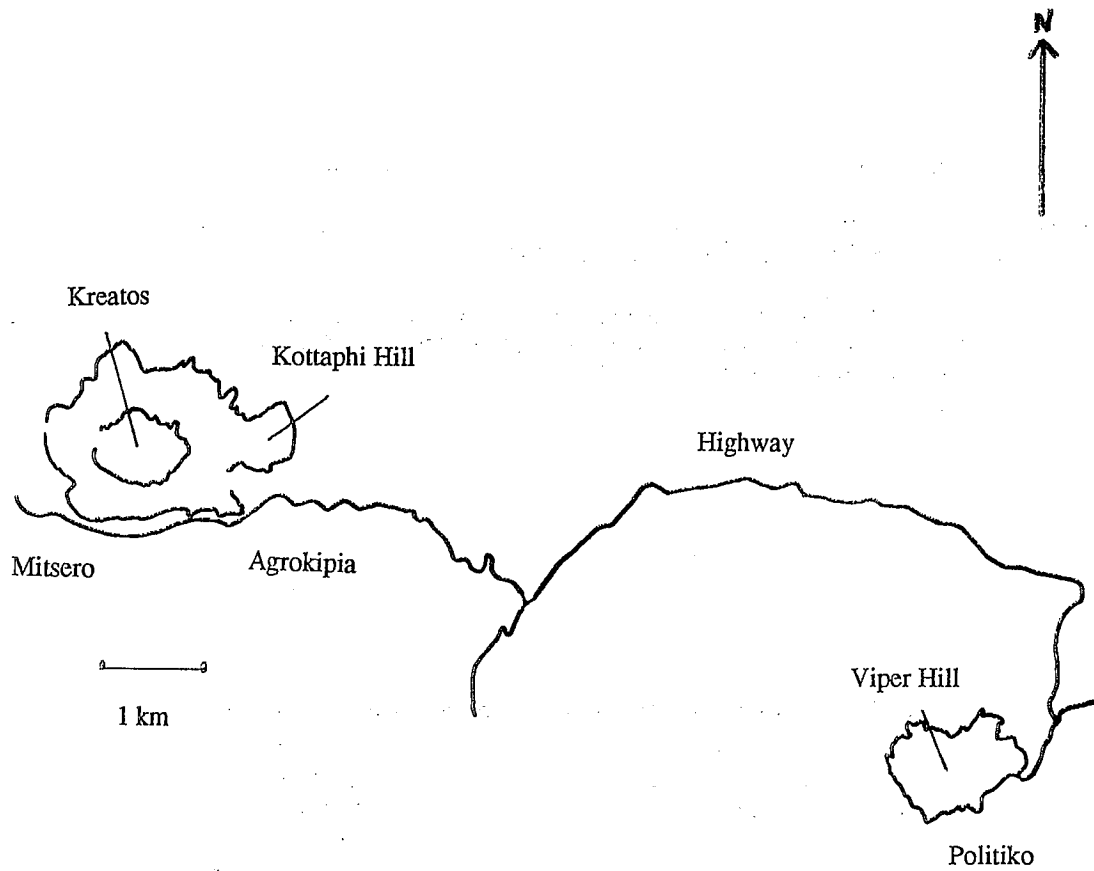 N
Kreatos
Kottaphi Hill
Highway
Mitsero
Agrokipia
1 km
Viper Hill
Politiko